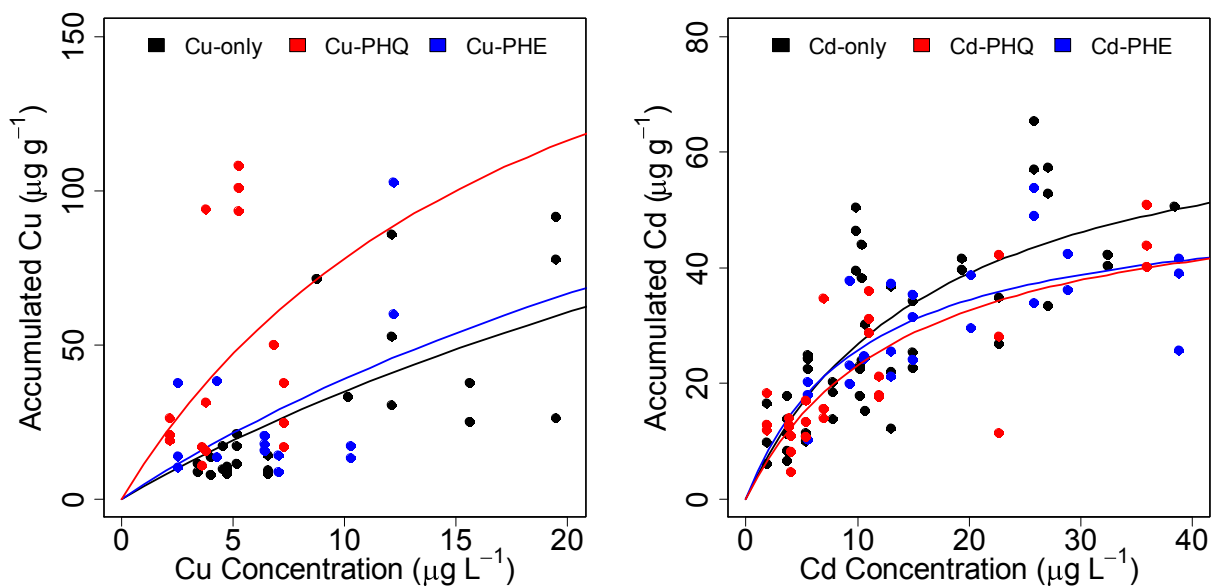 Cu-only Cu-PHQ Cu-PHE
Accumulated Cu (μg g⁻¹)
150
100
50
0
0 5 10 15 20
Cu Concentration (μg L⁻¹)
Cd-only Cd-PHQ Cd-PHE
Accumulated Cd (μg g⁻¹)
80
60
40
20
0
0 10 20 30 40
Cd Concentration (μg L⁻¹)